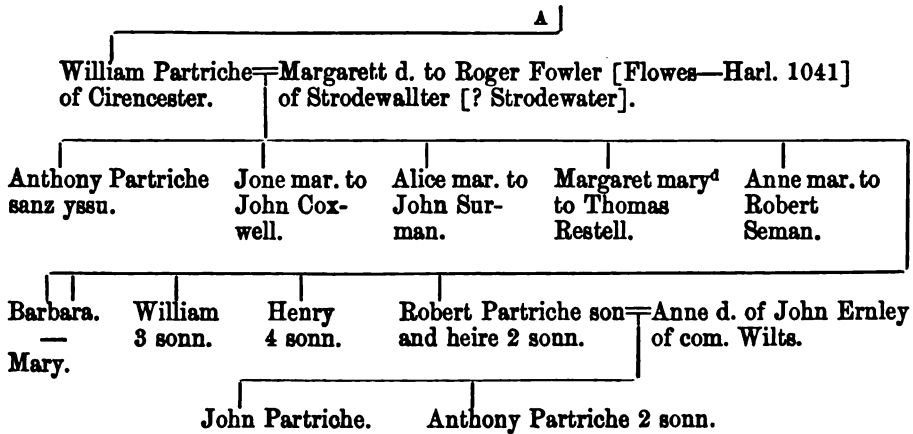 A
William Partriche=Margarett d. to Roger Fowler [Flowes—Harl. 1041]
of Cirencester.
of Strodewallter [? Strodewater].
Anthony Partriche
sanz yssu.
Jone mar. to
John Cox-
well.
Alice mar. to
John Sur-
man.
Margaret maryd
to Thomas
Restell.
Anne mar. to
Robert
Seman.
Barbara.
—
Mary.
William
3 sonn.
Henry
4 sonn.
Robert Partriche son=Anne d. of John Ernley
and heire 2 sonn.
of com. Wilts.
John Partriche.
Anthony Partriche 2 sonn.